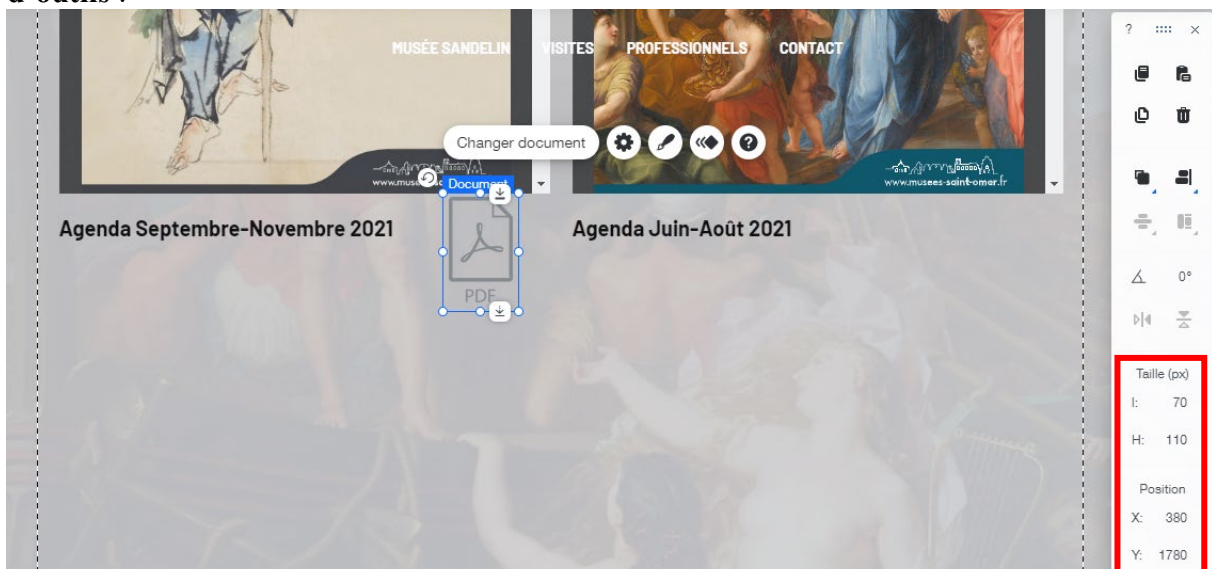 d'outils :
MUSÉE SANDELIN VISITES PROFESSIONNELS CONTACT
? ×
Changer document
www.musees-saint-omer.fr
Document
Agenda Septembre-Novembre 2021
Agenda Juin-Août 2021
PDF
0°
Taille (px)
l: 70
H: 110
Position
X: 380
Y: 1780